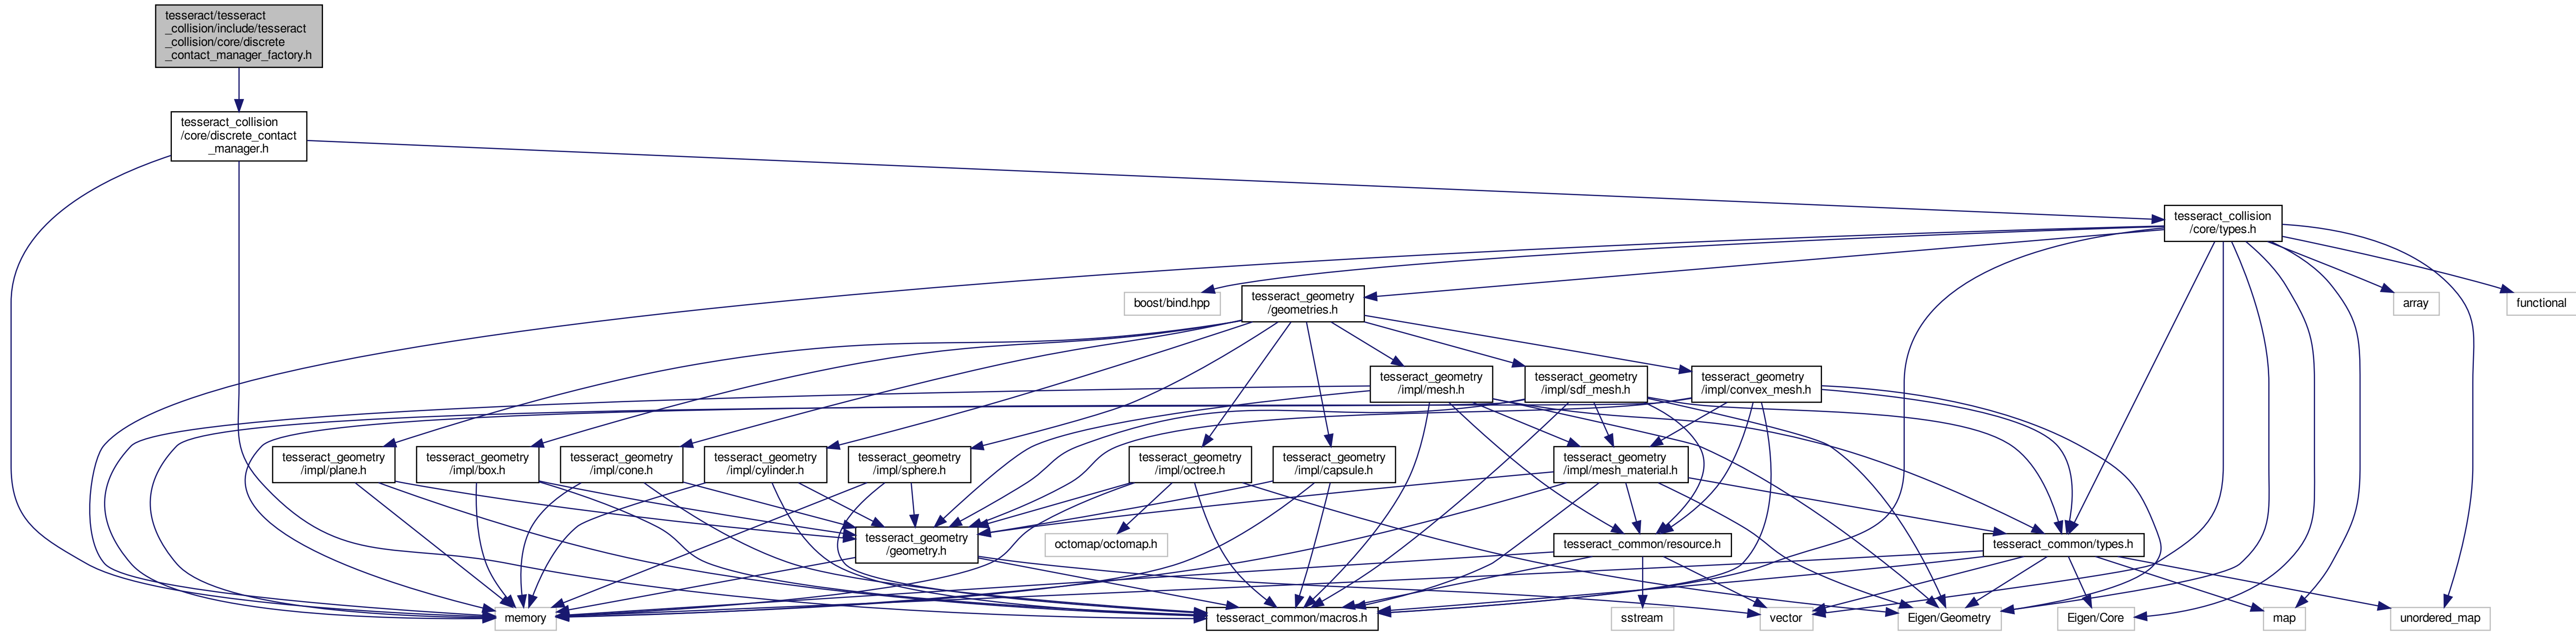 tesseract/tesseract
_collision/include/tesseract
_collision/core/discrete
_contact_manager_factory.h
tesseract_collision
/core/discrete_contact
_manager.h
tesseract_collision
/core/types.h
boost/bind.hpp
tesseract_geometry
/geometries.h
array
functional
tesseract_geometry
/impl/mesh.h
tesseract_geometry
/impl/sdf_mesh.h
tesseract_geometry
/impl/convex_mesh.h
tesseract_geometry
/impl/plane.h
tesseract_geometry
/impl/box.h
tesseract_geometry
/impl/cone.h
tesseract_geometry
/impl/cylinder.h
tesseract_geometry
/impl/sphere.h
tesseract_geometry
/impl/octree.h
tesseract_geometry
/impl/capsule.h
tesseract_geometry
/impl/mesh_material.h
tesseract_geometry
/geometry.h
octomap/octomap.h
tesseract_common/resource.h
tesseract_common/types.h
memory
tesseract_common/macros.h
sstream
vector
Eigen/Geometry
Eigen/Core
map
unordered_map